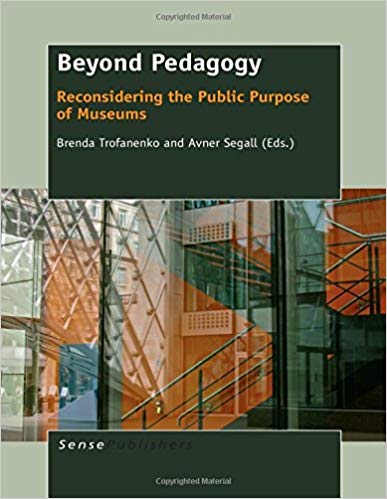 Beyond Pedagogy
Reconsidering the Public Purpose
of Museums
Brenda Trofanenko and Avner Segall (Eds.)
SensePublishers
Copyrighted Material
Copyrighted Material